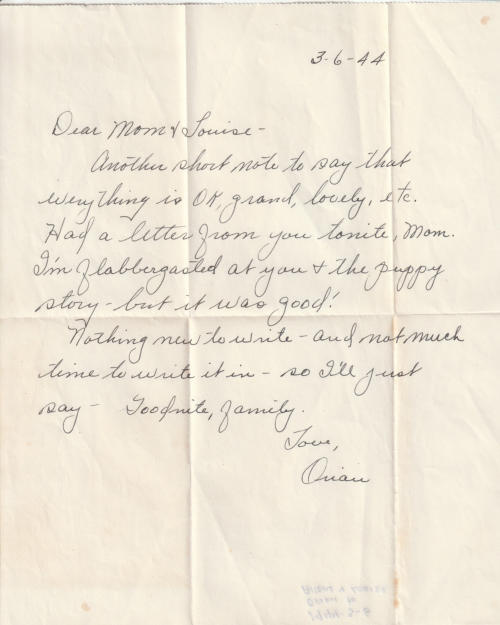 3-6-44
Dear Mom & Louise -
Another short note to say that
everything is OK, grand, lovely, etc.
Had a letter from you tonite, Mom.
I'm flabbergasted at you & the puppy
story - but it was good!
Nothing new to write - and not much
time to write it in - so I'll just
say - Goodnite, family.
Love,